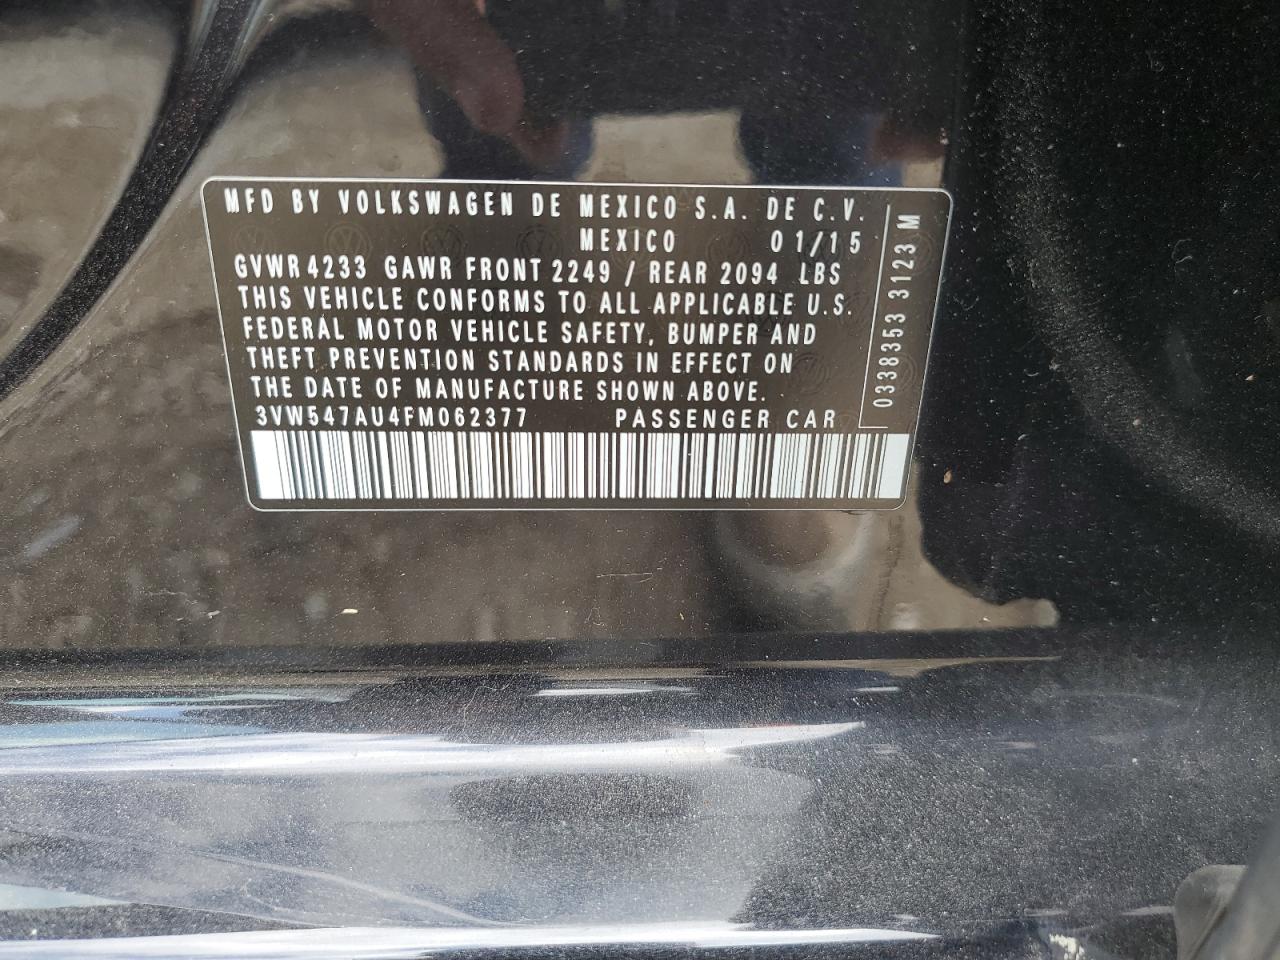 MFD BY VOLKSWAGEN DE MEXICO S.A. DE C.V.
MEXICO 01/15
GVWR 4233 GAWR FRONT 2249 / REAR 2094 LBS
THIS VEHICLE CONFORMS TO ALL APPLICABLE U.S.
FEDERAL MOTOR VEHICLE SAFETY, BUMPER AND
THEFT PREVENTION STANDARDS IN EFFECT ON
THE DATE OF MANUFACTURE SHOWN ABOVE.
3VW547AU4FM062377 PASSENGER CAR
0338353 3123 M